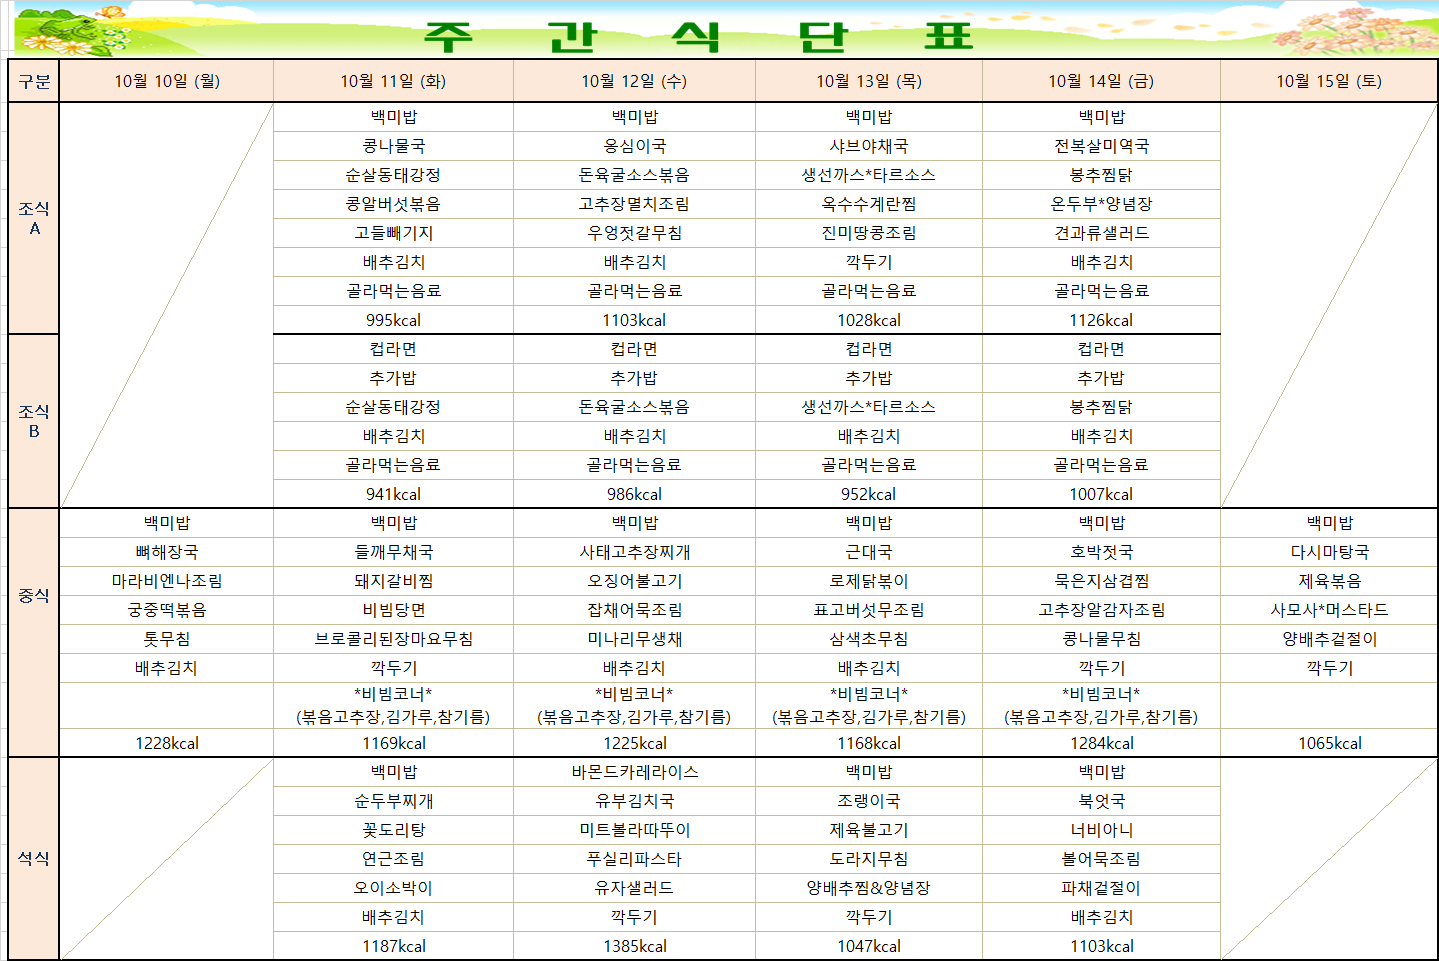 주 간 식 단 표
구분 10월 10일 (월) 10월 11일 (화) 10월 12일 (수) 10월 13일 (목) 10월 14일 (금) 10월 15일 (토)
조식
A
백미밥 백미밥 백미밥 백미밥
콩나물국 옹심이국 샤브야채국 전복살미역국
순살동태강정 돈육굴소스볶음 생선까스*타르소스 봉추찜닭
콩알버섯볶음 고추장멸치조림 옥수수계란찜 온두부*양념장
고들빼기지 우엉젓갈무침 진미땅콩조림 견과류샐러드
배추김치 배추김치 깍두기 배추김치
골라먹는음료 골라먹는음료 골라먹는음료 골라먹는음료
995kcal 1103kcal 1028kcal 1126kcal
조식
B
컵라면 컵라면 컵라면 컵라면
추가밥 추가밥 추가밥 추가밥
순살동태강정 돈육굴소스볶음 생선까스*타르소스 봉추찜닭
배추김치 배추김치 배추김치 배추김치
골라먹는음료 골라먹는음료 골라먹는음료 골라먹는음료
941kcal 986kcal 952kcal 1007kcal
중식
백미밥 백미밥 백미밥 백미밥 백미밥 백미밥
뼈해장국 들깨무채국 사태고추장찌개 근대국 호박젓국 다시마탕국
마라비엔나조림 돼지갈비찜 오징어불고기 로제닭볶이 묵은지삼겹찜 제육볶음
궁중떡볶음 비빔당면 잡채어묵조림 표고버섯무조림 고추장알감자조림 사모사*머스타드
톳무침 브로콜리된장마요무침 미나리무생채 삼색초무침 콩나물무침 양배추겉절이
배추김치 깍두기 배추김치 배추김치 깍두기 깍두기
*비빔코너* *비빔코너* *비빔코너* *비빔코너*
(볶음고추장,김가루,참기름) (볶음고추장,김가루,참기름) (볶음고추장,김가루,참기름) (볶음고추장,김가루,참기름)
1228kcal 1169kcal 1225kcal 1168kcal 1284kcal 1065kcal
석식
백미밥 바몬드카레라이스 백미밥 백미밥
순두부찌개 유부김치국 조랭이국 북엇국
꽃도리탕 미트볼라따뚜이 제육불고기 너비아니
연근조림 푸실리파스타 도라지무침 볼어묵조림
오이소박이 유자샐러드 양배추찜&양념장 파채겉절이
배추김치 깍두기 깍두기 배추김치
1187kcal 1385kcal 1047kcal 1103kcal